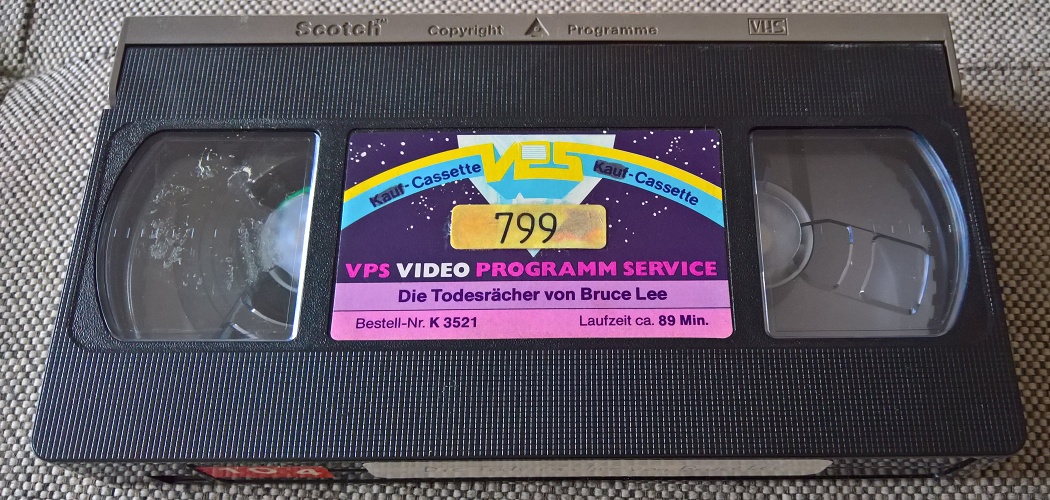 Scotch™ Copyright Programme VHS
Kauf-Cassette VPS Kauf-Cassette
799
VPS VIDEO PROGRAMM SERVICE
Die Todesrächer von Bruce Lee
Bestell-Nr. K 3521 Laufzeit ca. 89 Min.